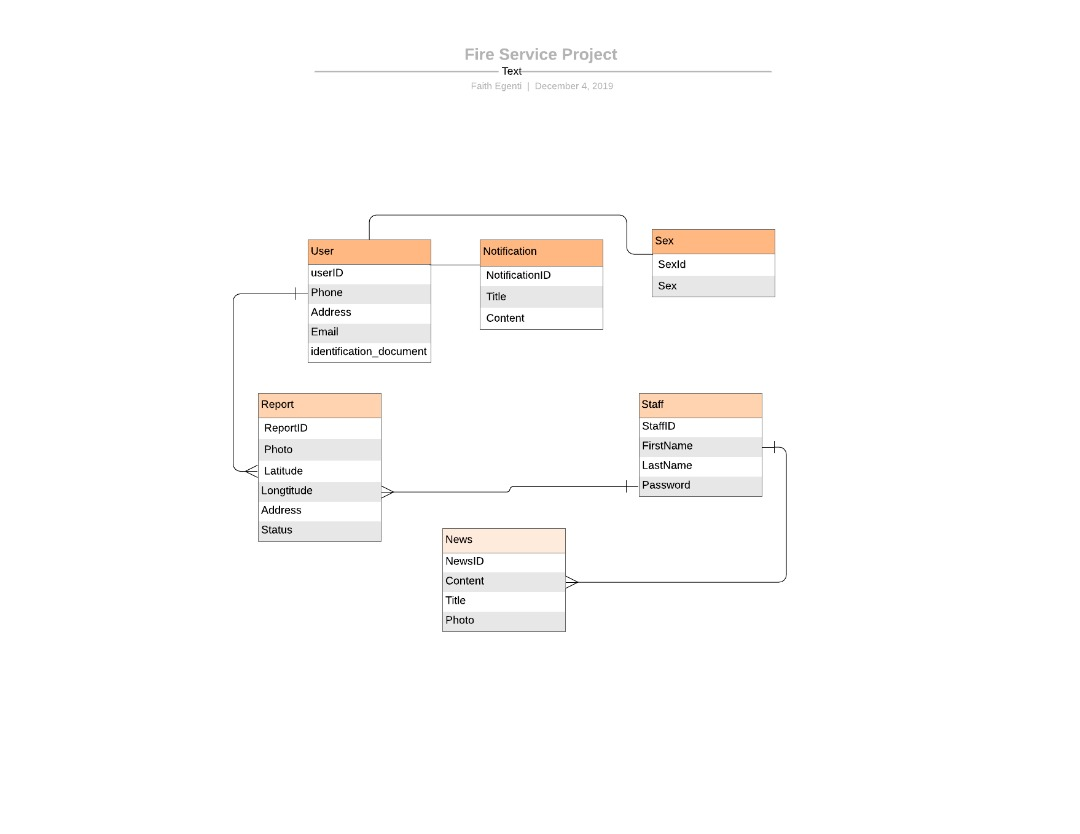 Fire Service Project
Text
Faith Egenti | December 4, 2019
User
userID
Phone
Address
Email
identification_document
Notification
NotificationID
Title
Content
Sex
SexId
Sex
Report
ReportID
Photo
Latitude
Longtitude
Address
Status
Staff
StaffID
FirstName
LastName
Password
News
NewsID
Content
Title
Photo